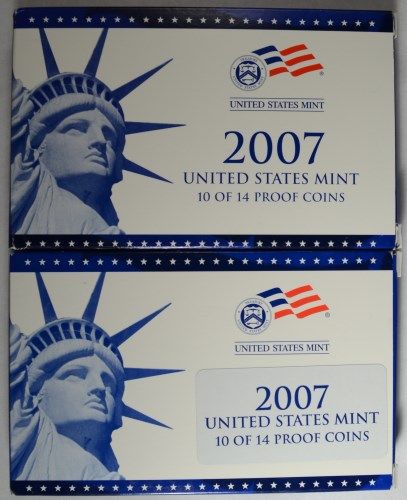 UNITED STATES MINT
2007
UNITED STATES MINT
10 OF 14 PROOF COINS
UNITED STATES MINT
2007
UNITED STATES MINT
10 OF 14 PROOF COINS